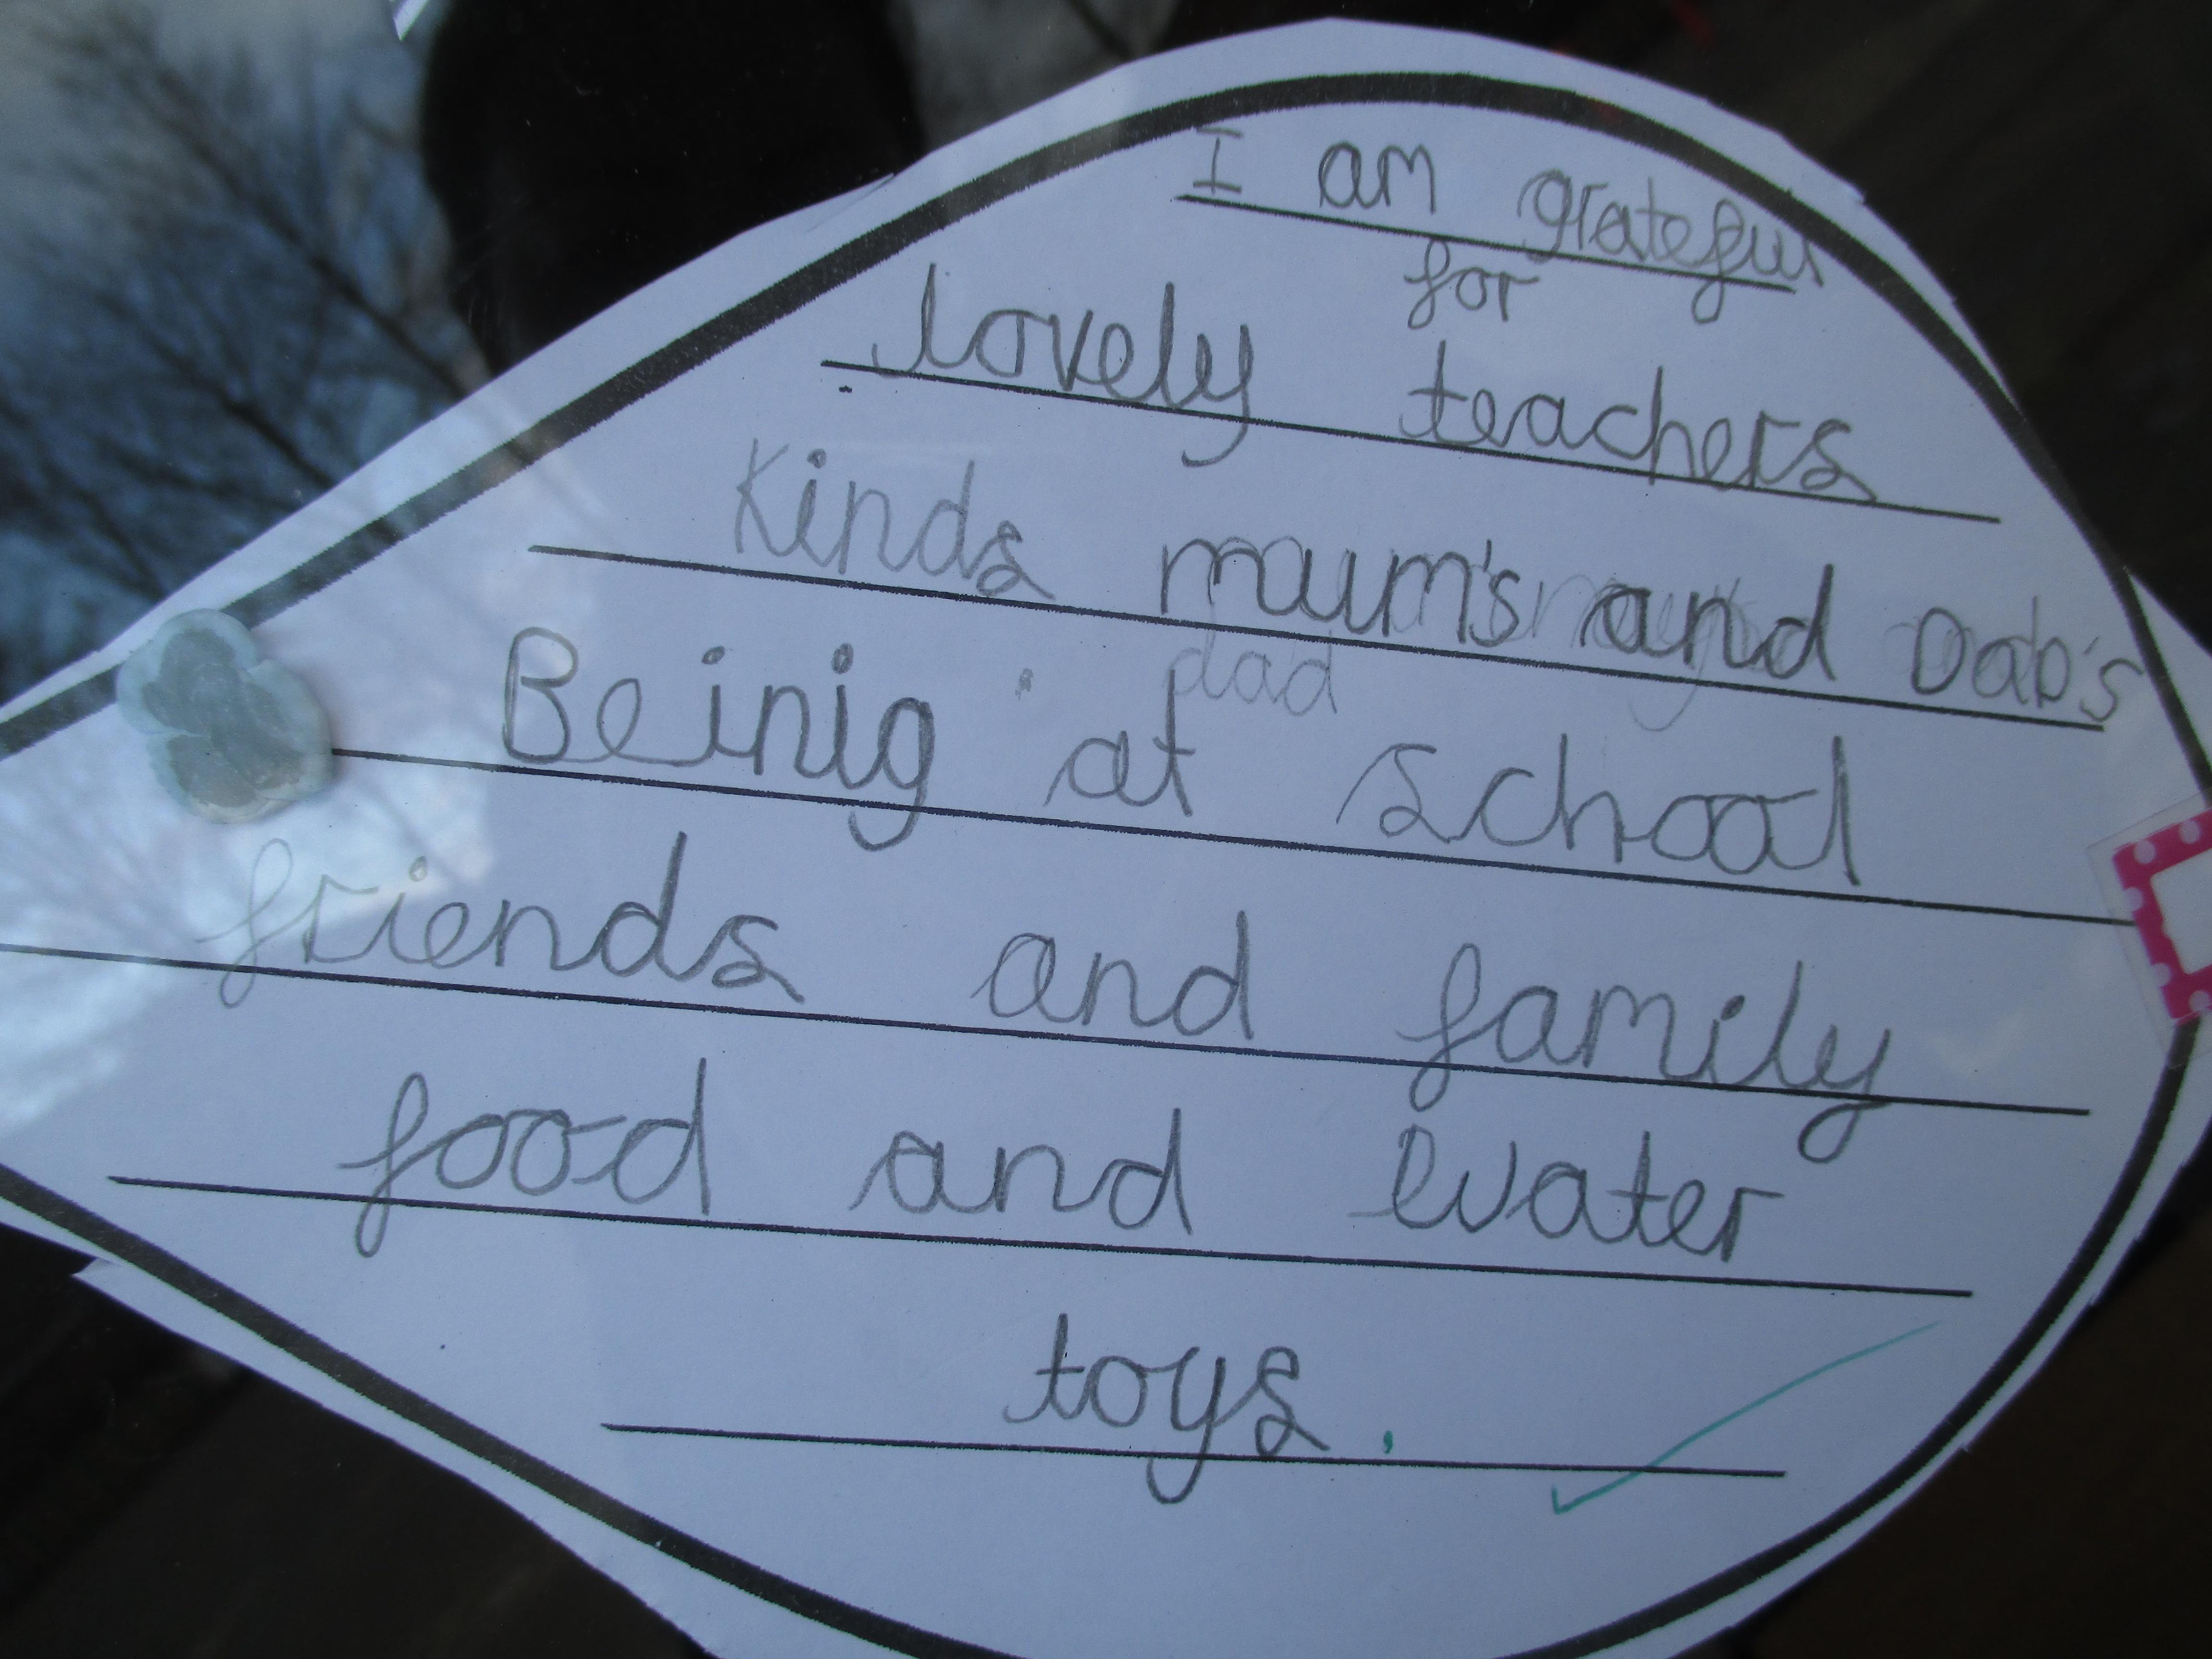 I am grateful
for
lovely teachers
Kinds mum's and Dab's
dad
Beinig at school
friends and family
food and water
toys.